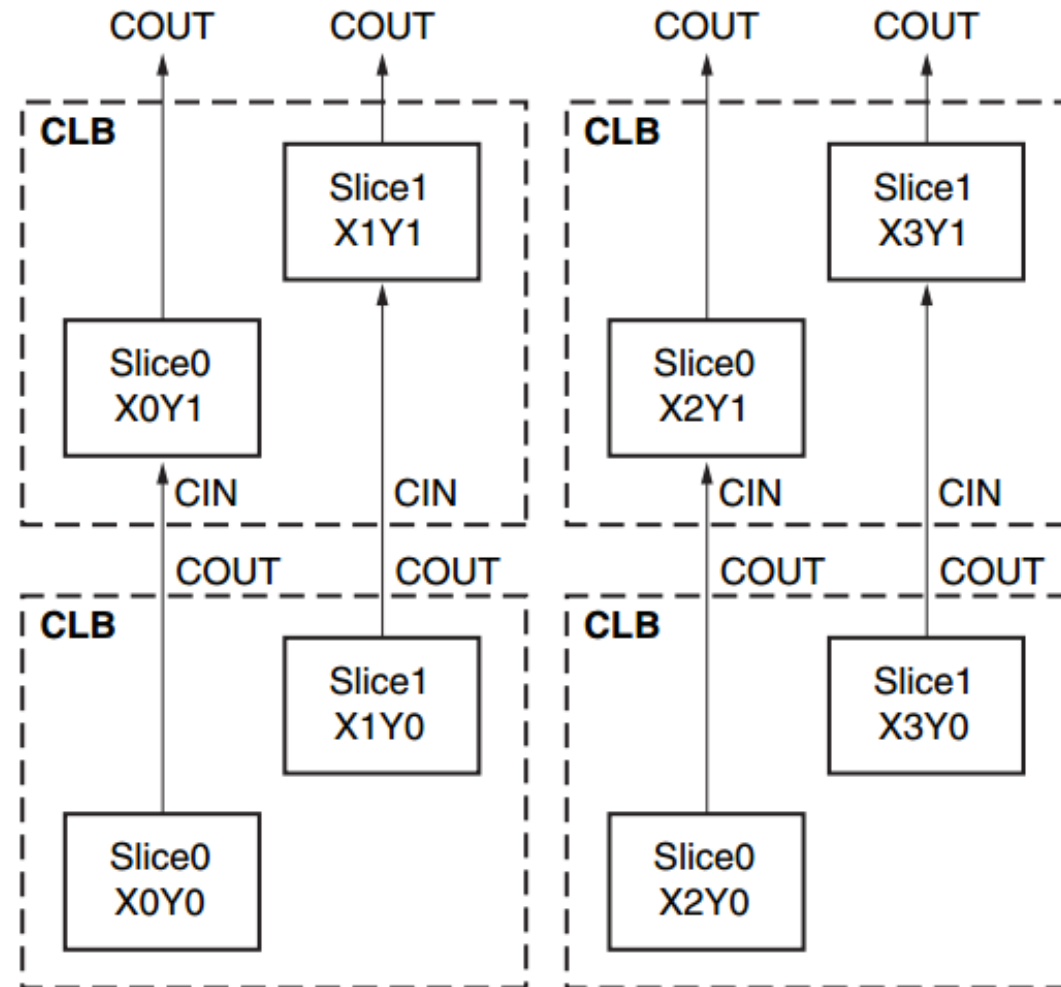 COUT COUT COUT COUT
CLB CLB
Slice1
X1Y1
Slice1
X3Y1
Slice0
X0Y1
Slice0
X2Y1
CIN CIN CIN CIN
COUT COUT COUT COUT
CLB CLB
Slice1
X1Y0
Slice1
X3Y0
Slice0
X0Y0
Slice0
X2Y0